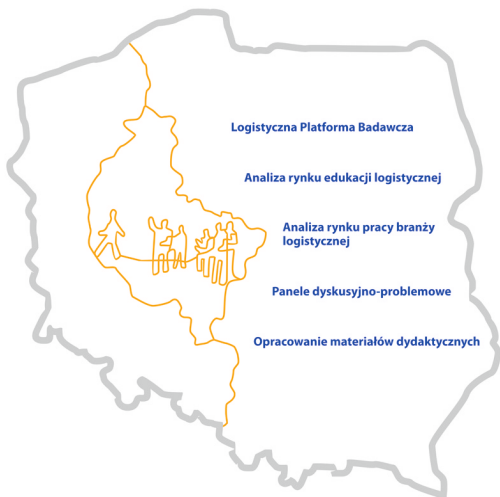 Logistyczna Platforma Badawcza
Analiza rynku edukacji logistycznej
Analiza rynku pracy branży
logistycznej
Panele dyskusyjno-problemowe
Opracowanie materiałów dydaktycznych